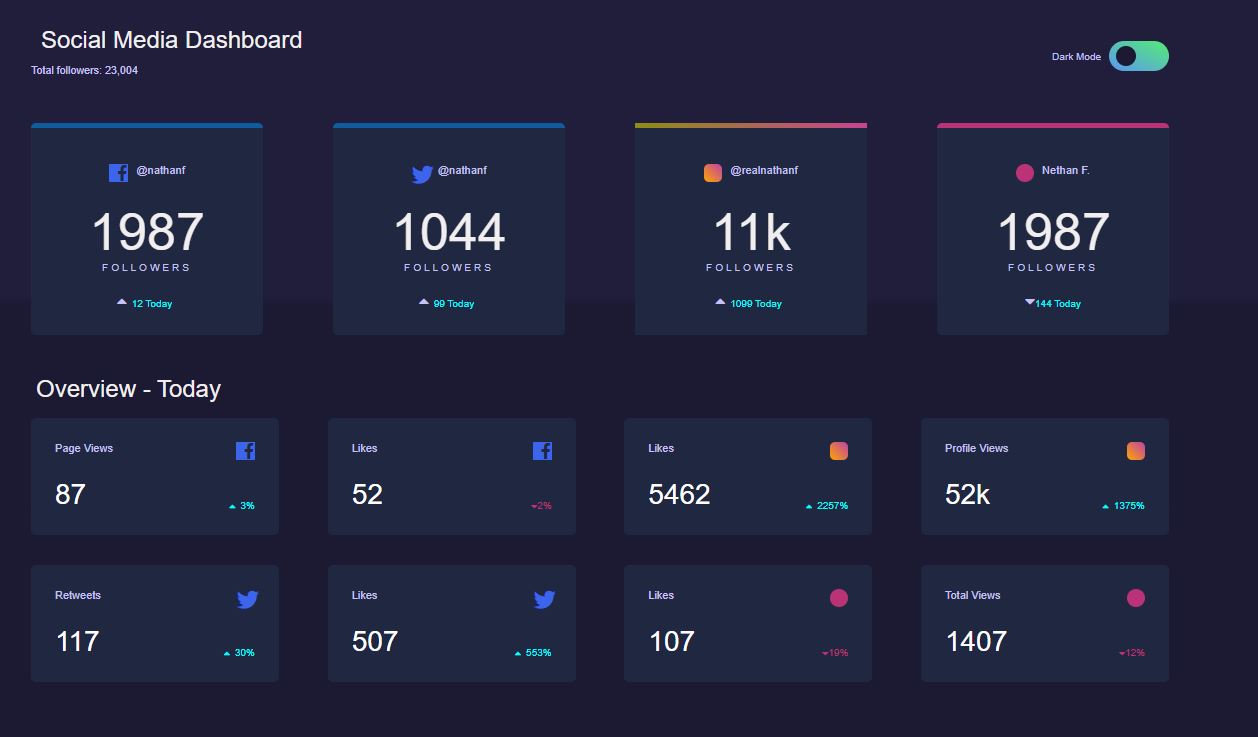 Social Media Dashboard
Total followers: 23,004
Dark Mode
@nathanf
1987
FOLLOWERS
12 Today
@nathanf
1044
FOLLOWERS
99 Today
@realnathanf
11k
FOLLOWERS
1099 Today
Nethan F.
1987
FOLLOWERS
144 Today
Overview - Today
Page Views
87
3%
Likes
52
2%
Likes
5462
2257%
Profile Views
52k
1375%
Retweets
117
30%
Likes
507
553%
Likes
107
19%
Total Views
1407
12%